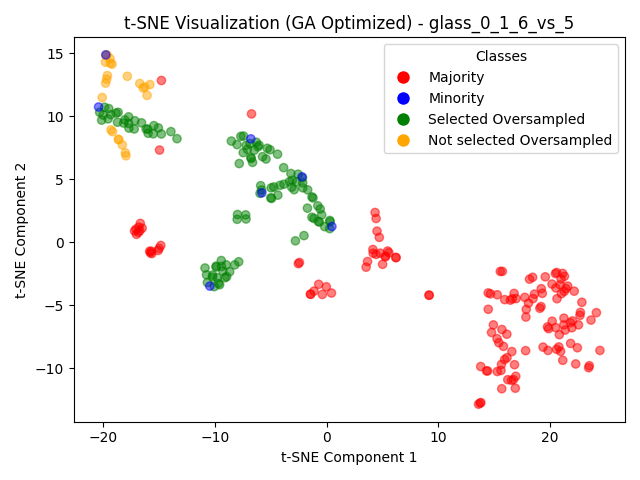 t-SNE Visualization (GA Optimized) - glass_0_1_6_vs_5
Classes
Majority
Minority
Selected Oversampled
Not selected Oversampled
t-SNE Component 2
15
10
5
0
−5
−10
−20
−10
0
10
20
t-SNE Component 1